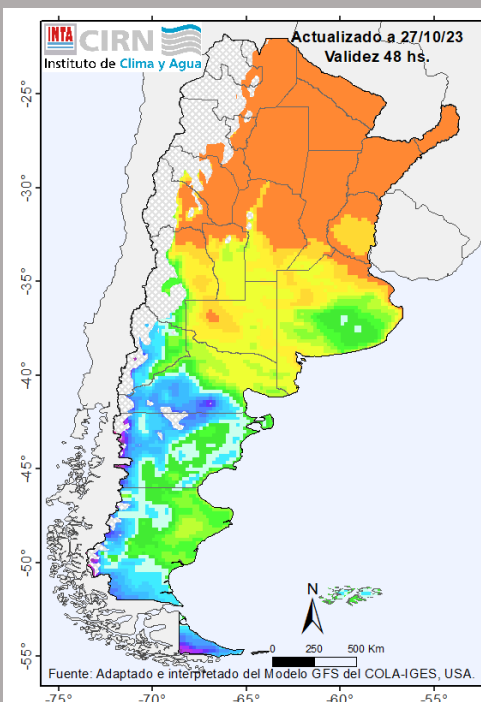 INTA CIRN
Instituto de Clima y Agua
Actualizado a 27/10/23
Validez 48 hs.
-25°
-30°
-35°
-40°
-45°
-50°
-55°
N
0 250 500 Km
Fuente: Adaptado e interpretado del Modelo GFS del COLA-IGES, USA.
-75° -70° -65° -60° -55°